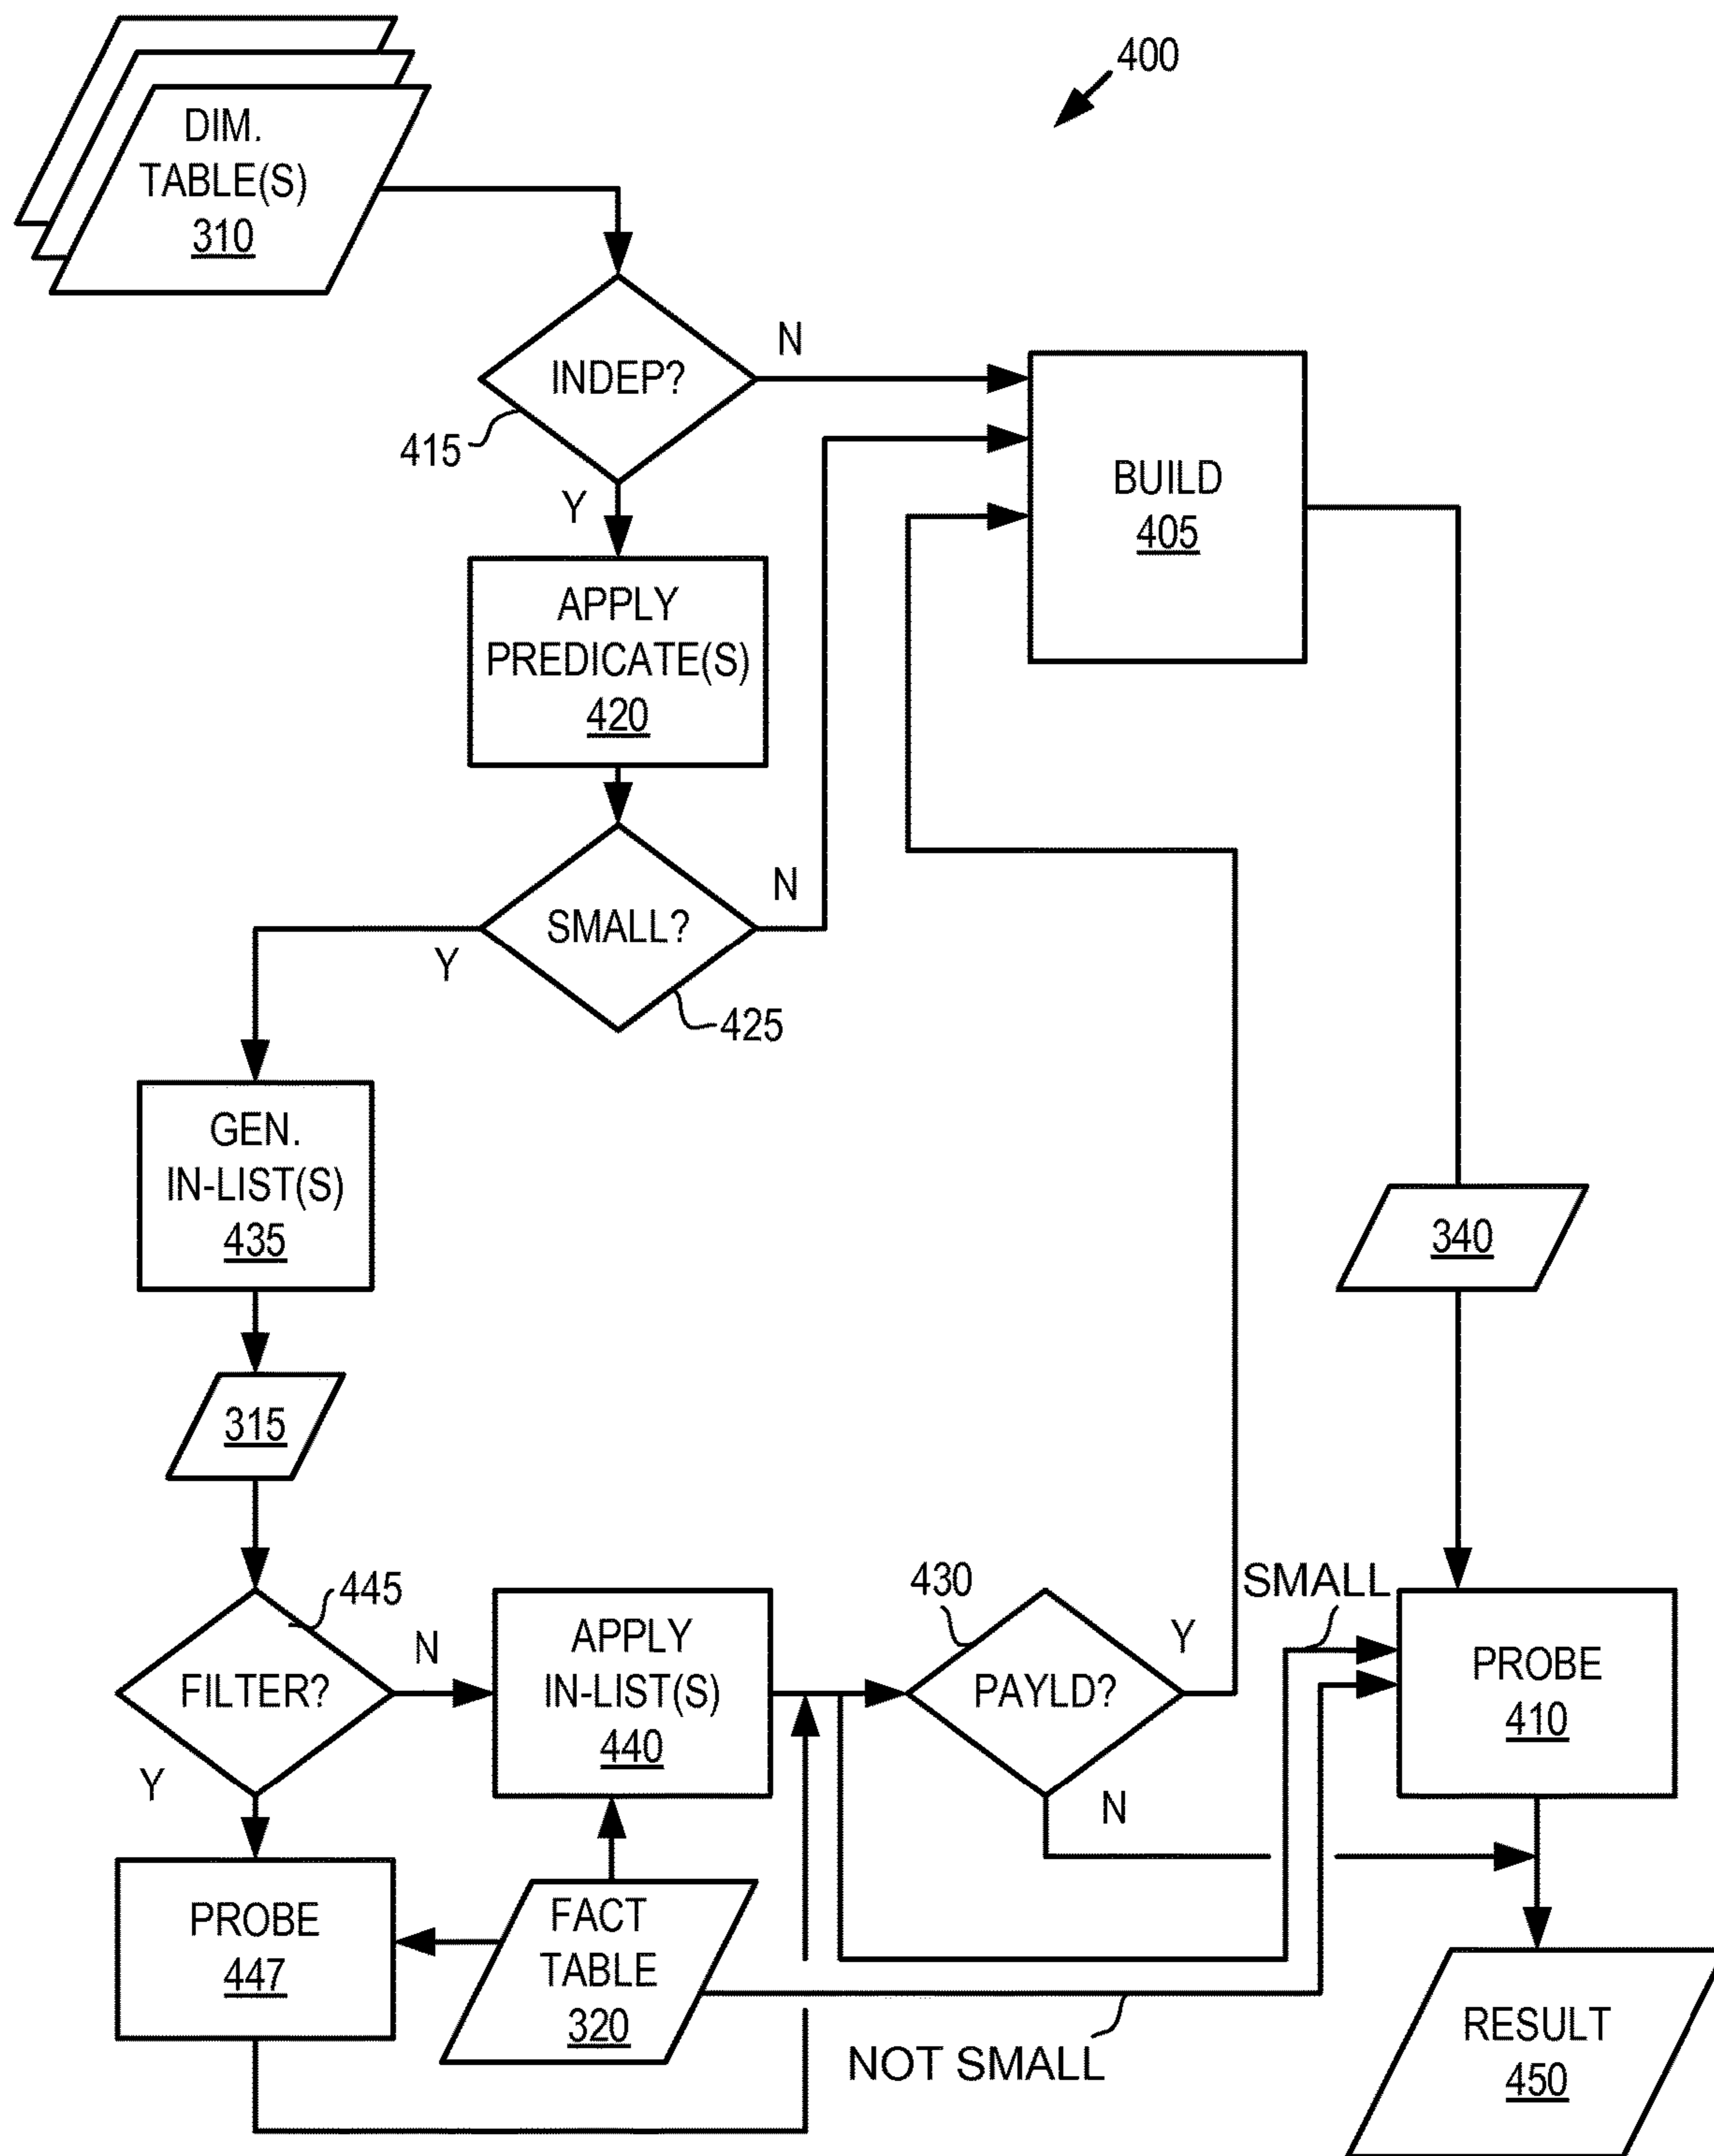 400
DIM.
TABLE(S)
310
INDEP?
N
415
Y
BUILD
405
APPLY
PREDICATE(S)
420
SMALL?
N
Y
425
GEN.
IN-LIST(S)
435
340
315
445
FILTER?
N
Y
APPLY
IN-LIST(S)
440
430
PAYLD?
Y
N
SMALL
PROBE
410
PROBE
447
FACT
TABLE
320
NOT SMALL
RESULT
450